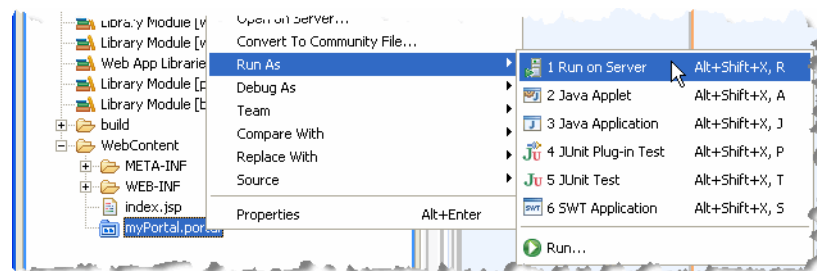 Library Module [w
Library Module [w
Web App Librarie
Library Module [p
Library Module [b
build
WebContent
META-INF
WEB-INF
index.jsp
myPortal.portal
Open on Server...
Convert To Community File...
Run As
Debug As
Team
Compare With
Replace With
Source
Properties Alt+Enter
1 Run on Server Alt+Shift+X, R
2 Java Applet Alt+Shift+X, A
3 Java Application Alt+Shift+X, J
4 JUnit Plug-in Test Alt+Shift+X, P
5 JUnit Test Alt+Shift+X, T
6 SWT Application Alt+Shift+X, S
Run...